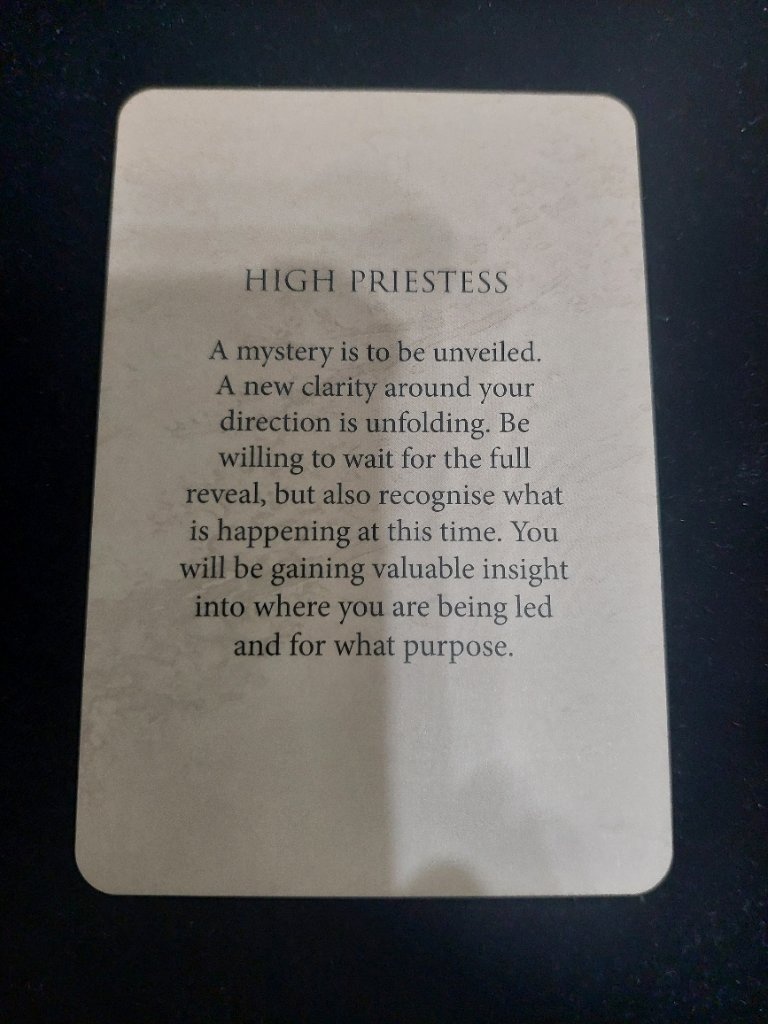 HIGH PRIESTESS
A mystery is to be unveiled.
A new clarity around your
direction is unfolding. Be
willing to wait for the full
reveal, but also recognise what
is happening at this time. You
will be gaining valuable insight
into where you are being led
and for what purpose.